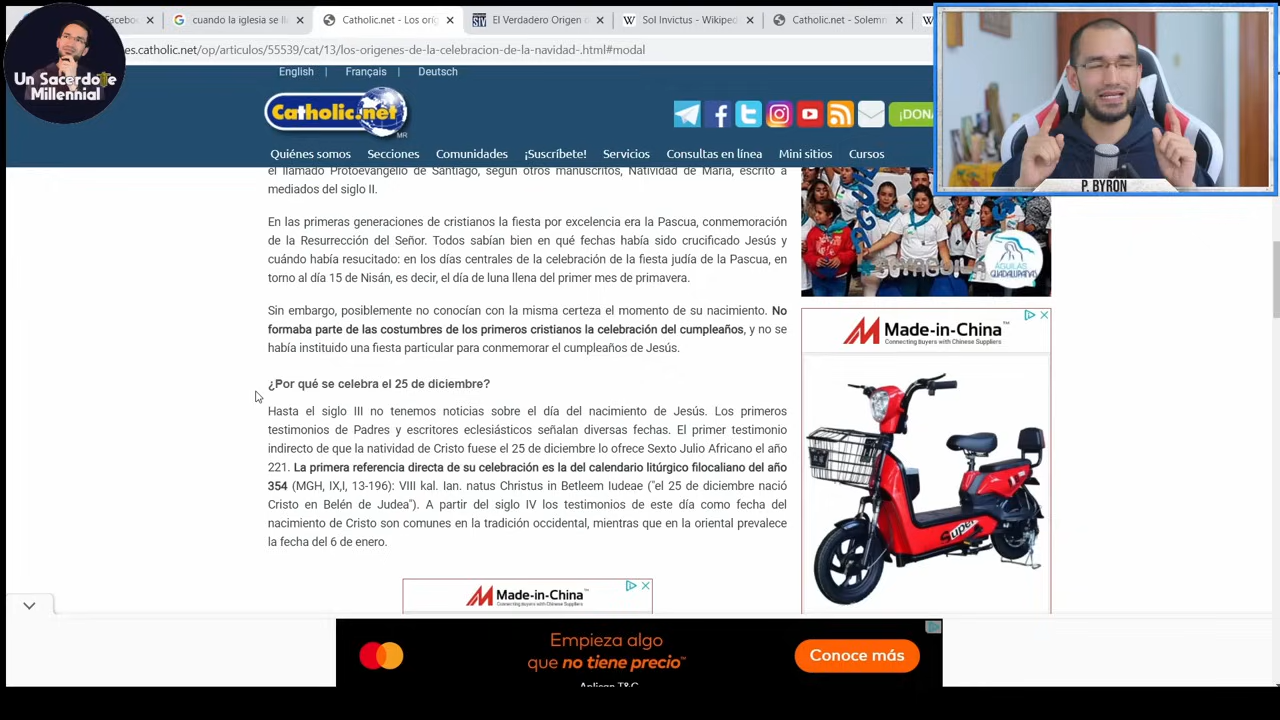 Facebo
cuando la iglesia se ll
Catholic.net - Los oríg
El Verdadero Origen d
Sol Invictus - Wikiped
Catholic.net - Solemn
es.catholic.net/op/articulos/55539/cat/13/los-origenes-de-la-celebracion-de-la-navidad-.html#modal
Un Sacerdote
Millennial
English | Français | Deutsch
Catholic.net
MR
¡DONA
Quiénes somos Secciones Comunidades ¡Suscríbete! Servicios Consultas en línea Mini sitios Cursos
P. BYRON
el llamado Protoevangelio de Santiago, según otros manuscritos, Natividad de María, escrito a
mediados del siglo II.
En las primeras generaciones de cristianos la fiesta por excelencia era la Pascua, conmemoración
de la Resurrección del Señor. Todos sabían bien en qué fechas había sido crucificado Jesús y
cuándo había resucitado: en los días centrales de la celebración de la fiesta judía de la Pascua, en
torno al 15 de Nisán, es decir, el día de luna llena del primer mes de primavera.
Sin embargo, posiblemente no conocían con la misma certeza el momento de su nacimiento. No
formaba parte de las costumbres de los primeros cristianos la celebración del cumpleaños, y no se
había instituido una fiesta particular para conmemorar el cumpleaños de Jesús.
¿Por qué se celebra el 25 de diciembre?
Hasta el siglo III no tenemos noticias sobre el día del nacimiento de Jesús. Los primeros
testimonios de Padres y escritores eclesiásticos señalan diversas fechas. El primer testimonio
indirecto de que la natividad de Cristo fuese el 25 de diciembre lo ofrece Sexto Julio Africano el año
221. La primera referencia directa de su celebración es la del calendario litúrgico filocaliano del año
354 (MGH, IX,I, 13-196): VIII kal. Ian. natus Christus in Betleem Iudeae ("el 25 de diciembre nació
Cristo en Belén de Judea"). A partir del siglo IV los testimonios de este día como fecha del
nacimiento de Cristo son comunes en la tradición occidental, mientras que en la oriental prevalece
la fecha del 6 de enero.
ÁGUILAS
GUADALUPANAS
Made-in-China™
Connecting Buyers with Chinese Suppliers
Super
Made-in-China
Connecting Buyers with Chinese Suppliers
Empieza algo
que no tiene precio™
Aplican T&C
Conoce más